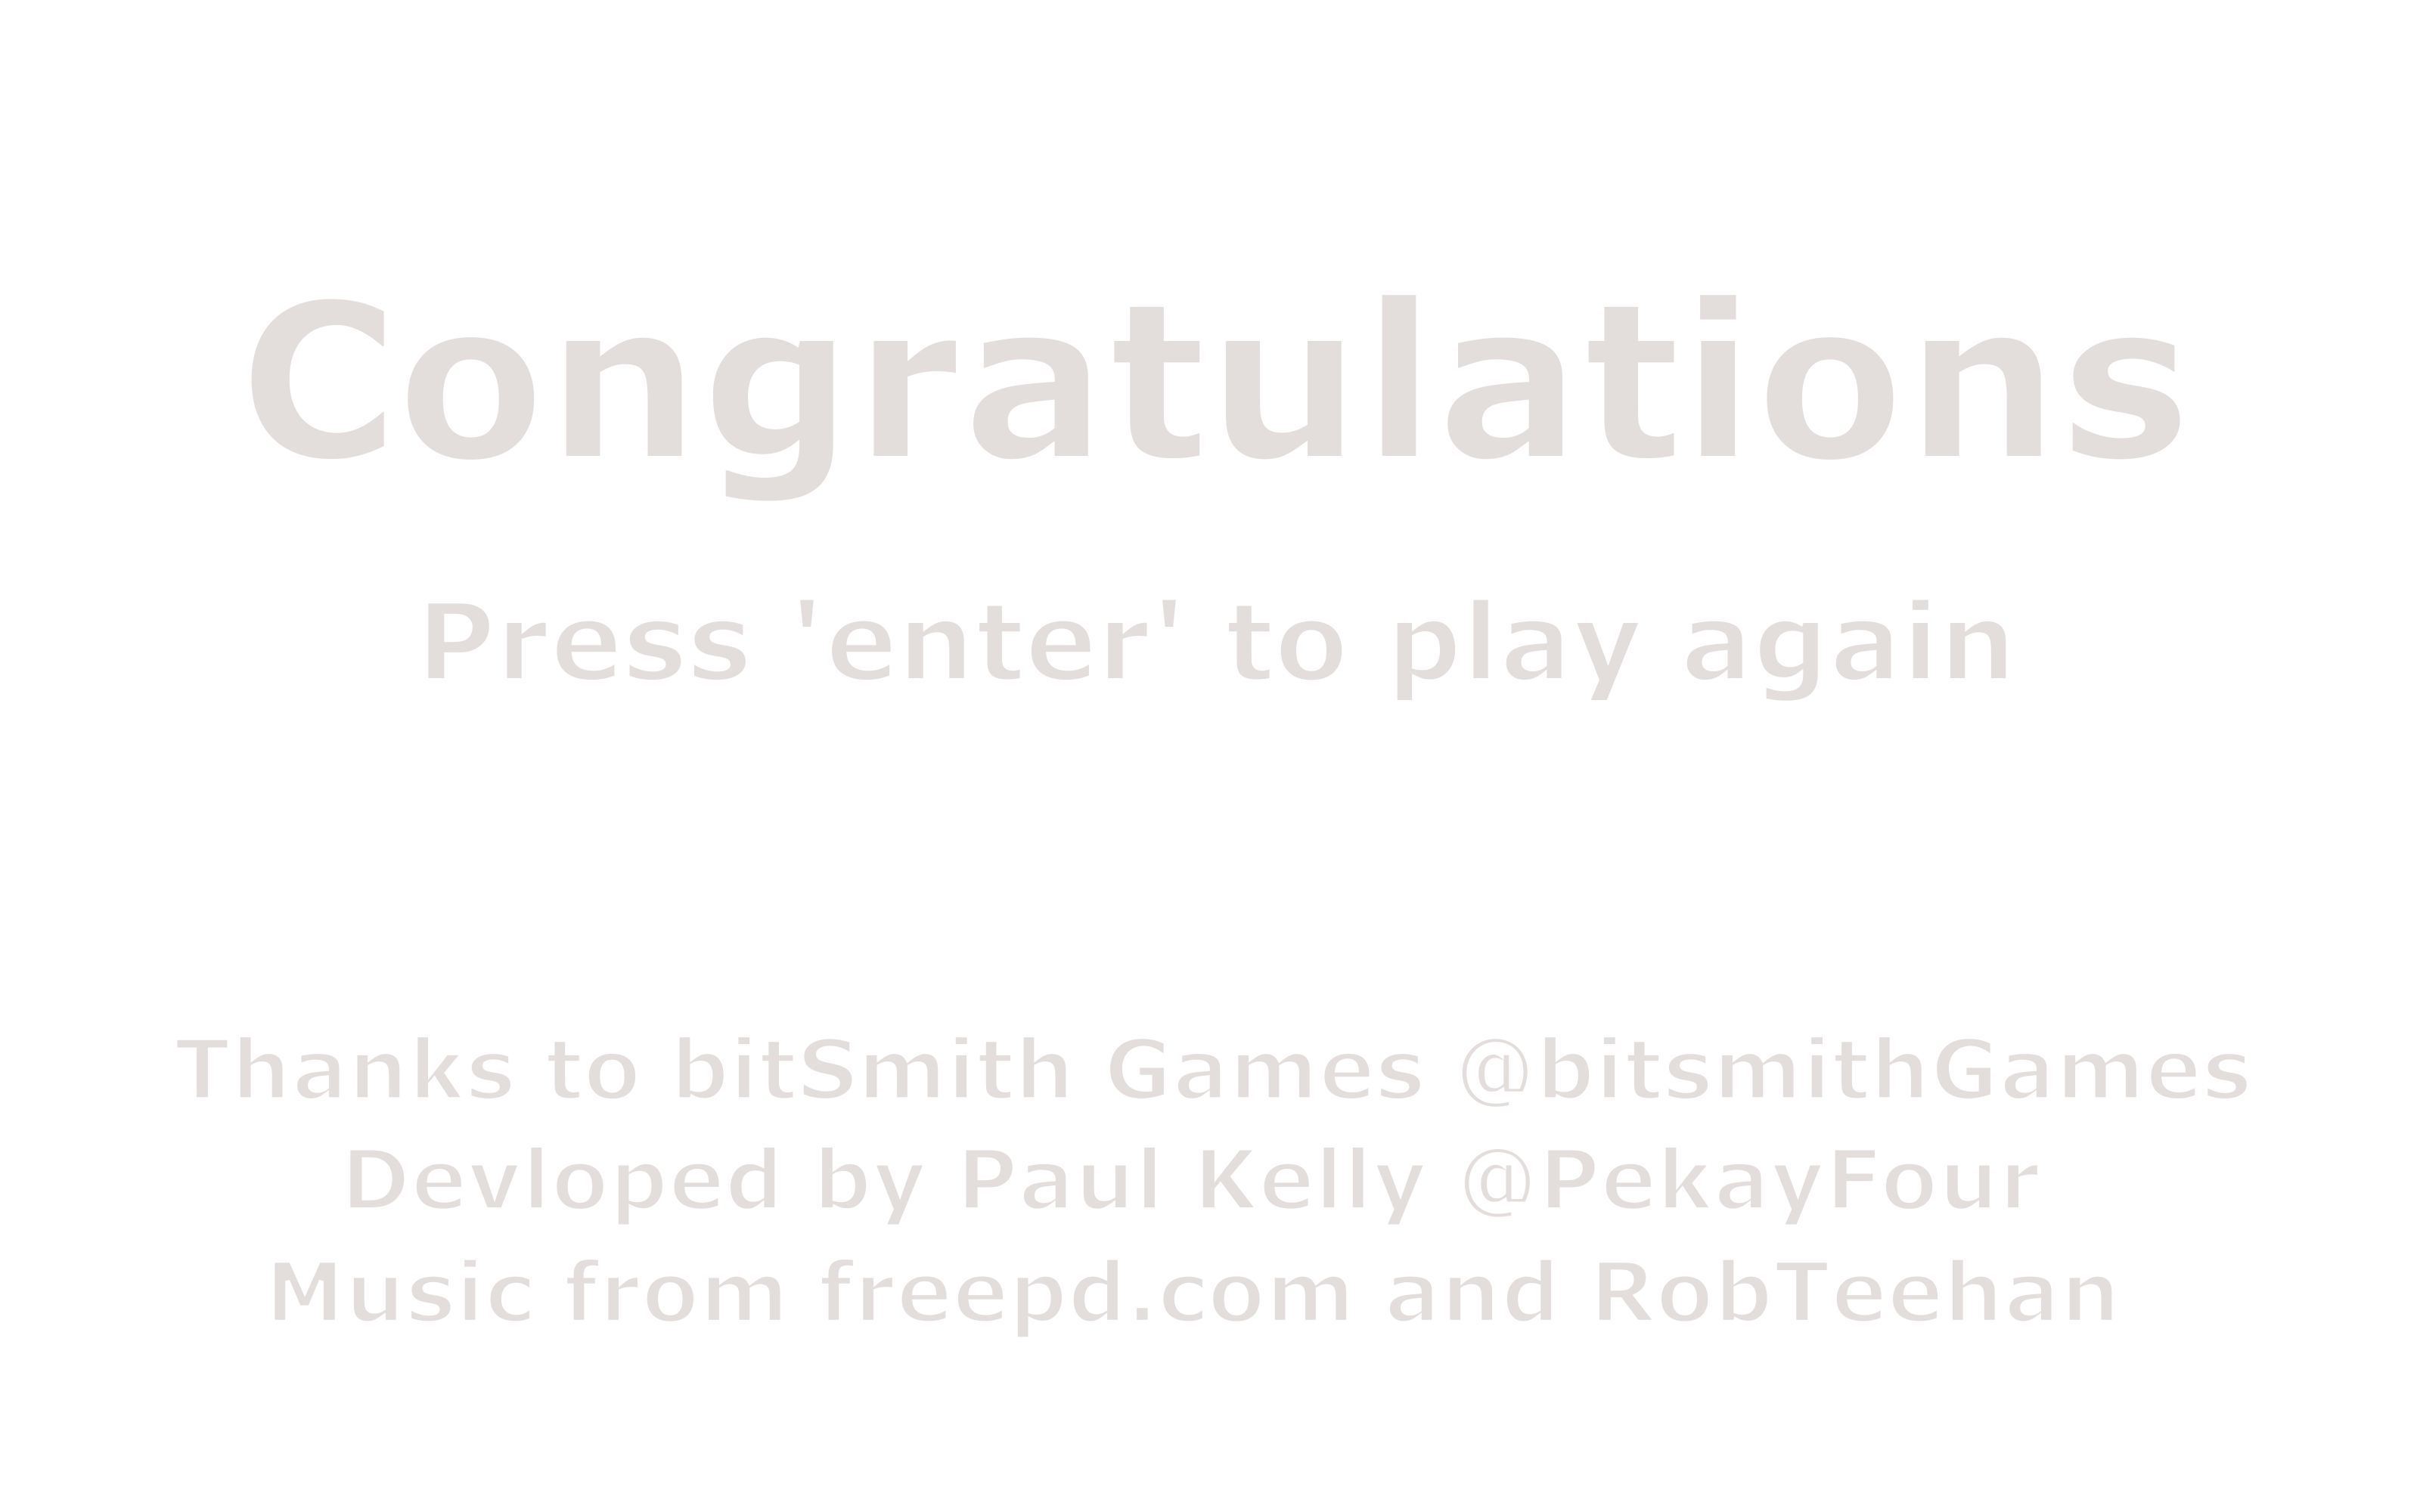 Congratulations
Press 'enter' to play again
Thanks to bitSmith Games @bitsmithGames
Devloped by Paul Kelly @PekayFour
Music from freepd.com and RobTeehan